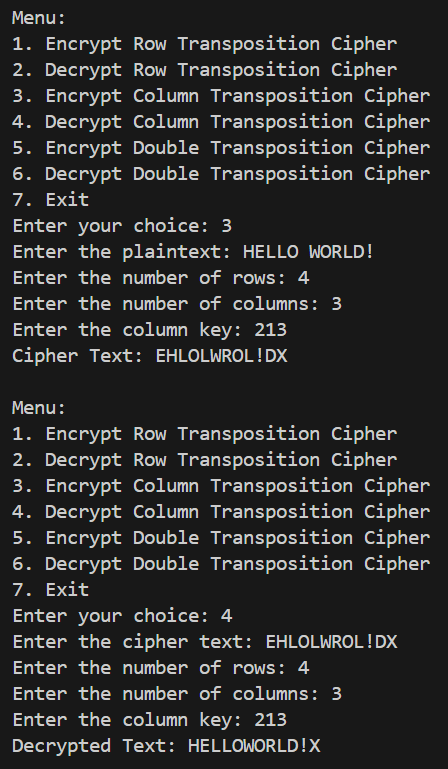 Menu:
1. Encrypt Row Transposition Cipher
2. Decrypt Row Transposition Cipher
3. Encrypt Column Transposition Cipher
4. Decrypt Column Transposition Cipher
5. Encrypt Double Transposition Cipher
6. Decrypt Double Transposition Cipher
7. Exit
Enter your choice: 3
Enter the plaintext: HELLO WORLD!
Enter the number of rows: 4
Enter the number of columns: 3
Enter the column key: 213
Cipher Text: EHLOLWROL!DX
Menu:
1. Encrypt Row Transposition Cipher
2. Decrypt Row Transposition Cipher
3. Encrypt Column Transposition Cipher
4. Decrypt Column Transposition Cipher
5. Encrypt Double Transposition Cipher
6. Decrypt Double Transposition Cipher
7. Exit
Enter your choice: 4
Enter the cipher text: EHLOLWROL!DX
Enter the number of rows: 4
Enter the number of columns: 3
Enter the column key: 213
Decrypted Text: HELLOWORLD!X